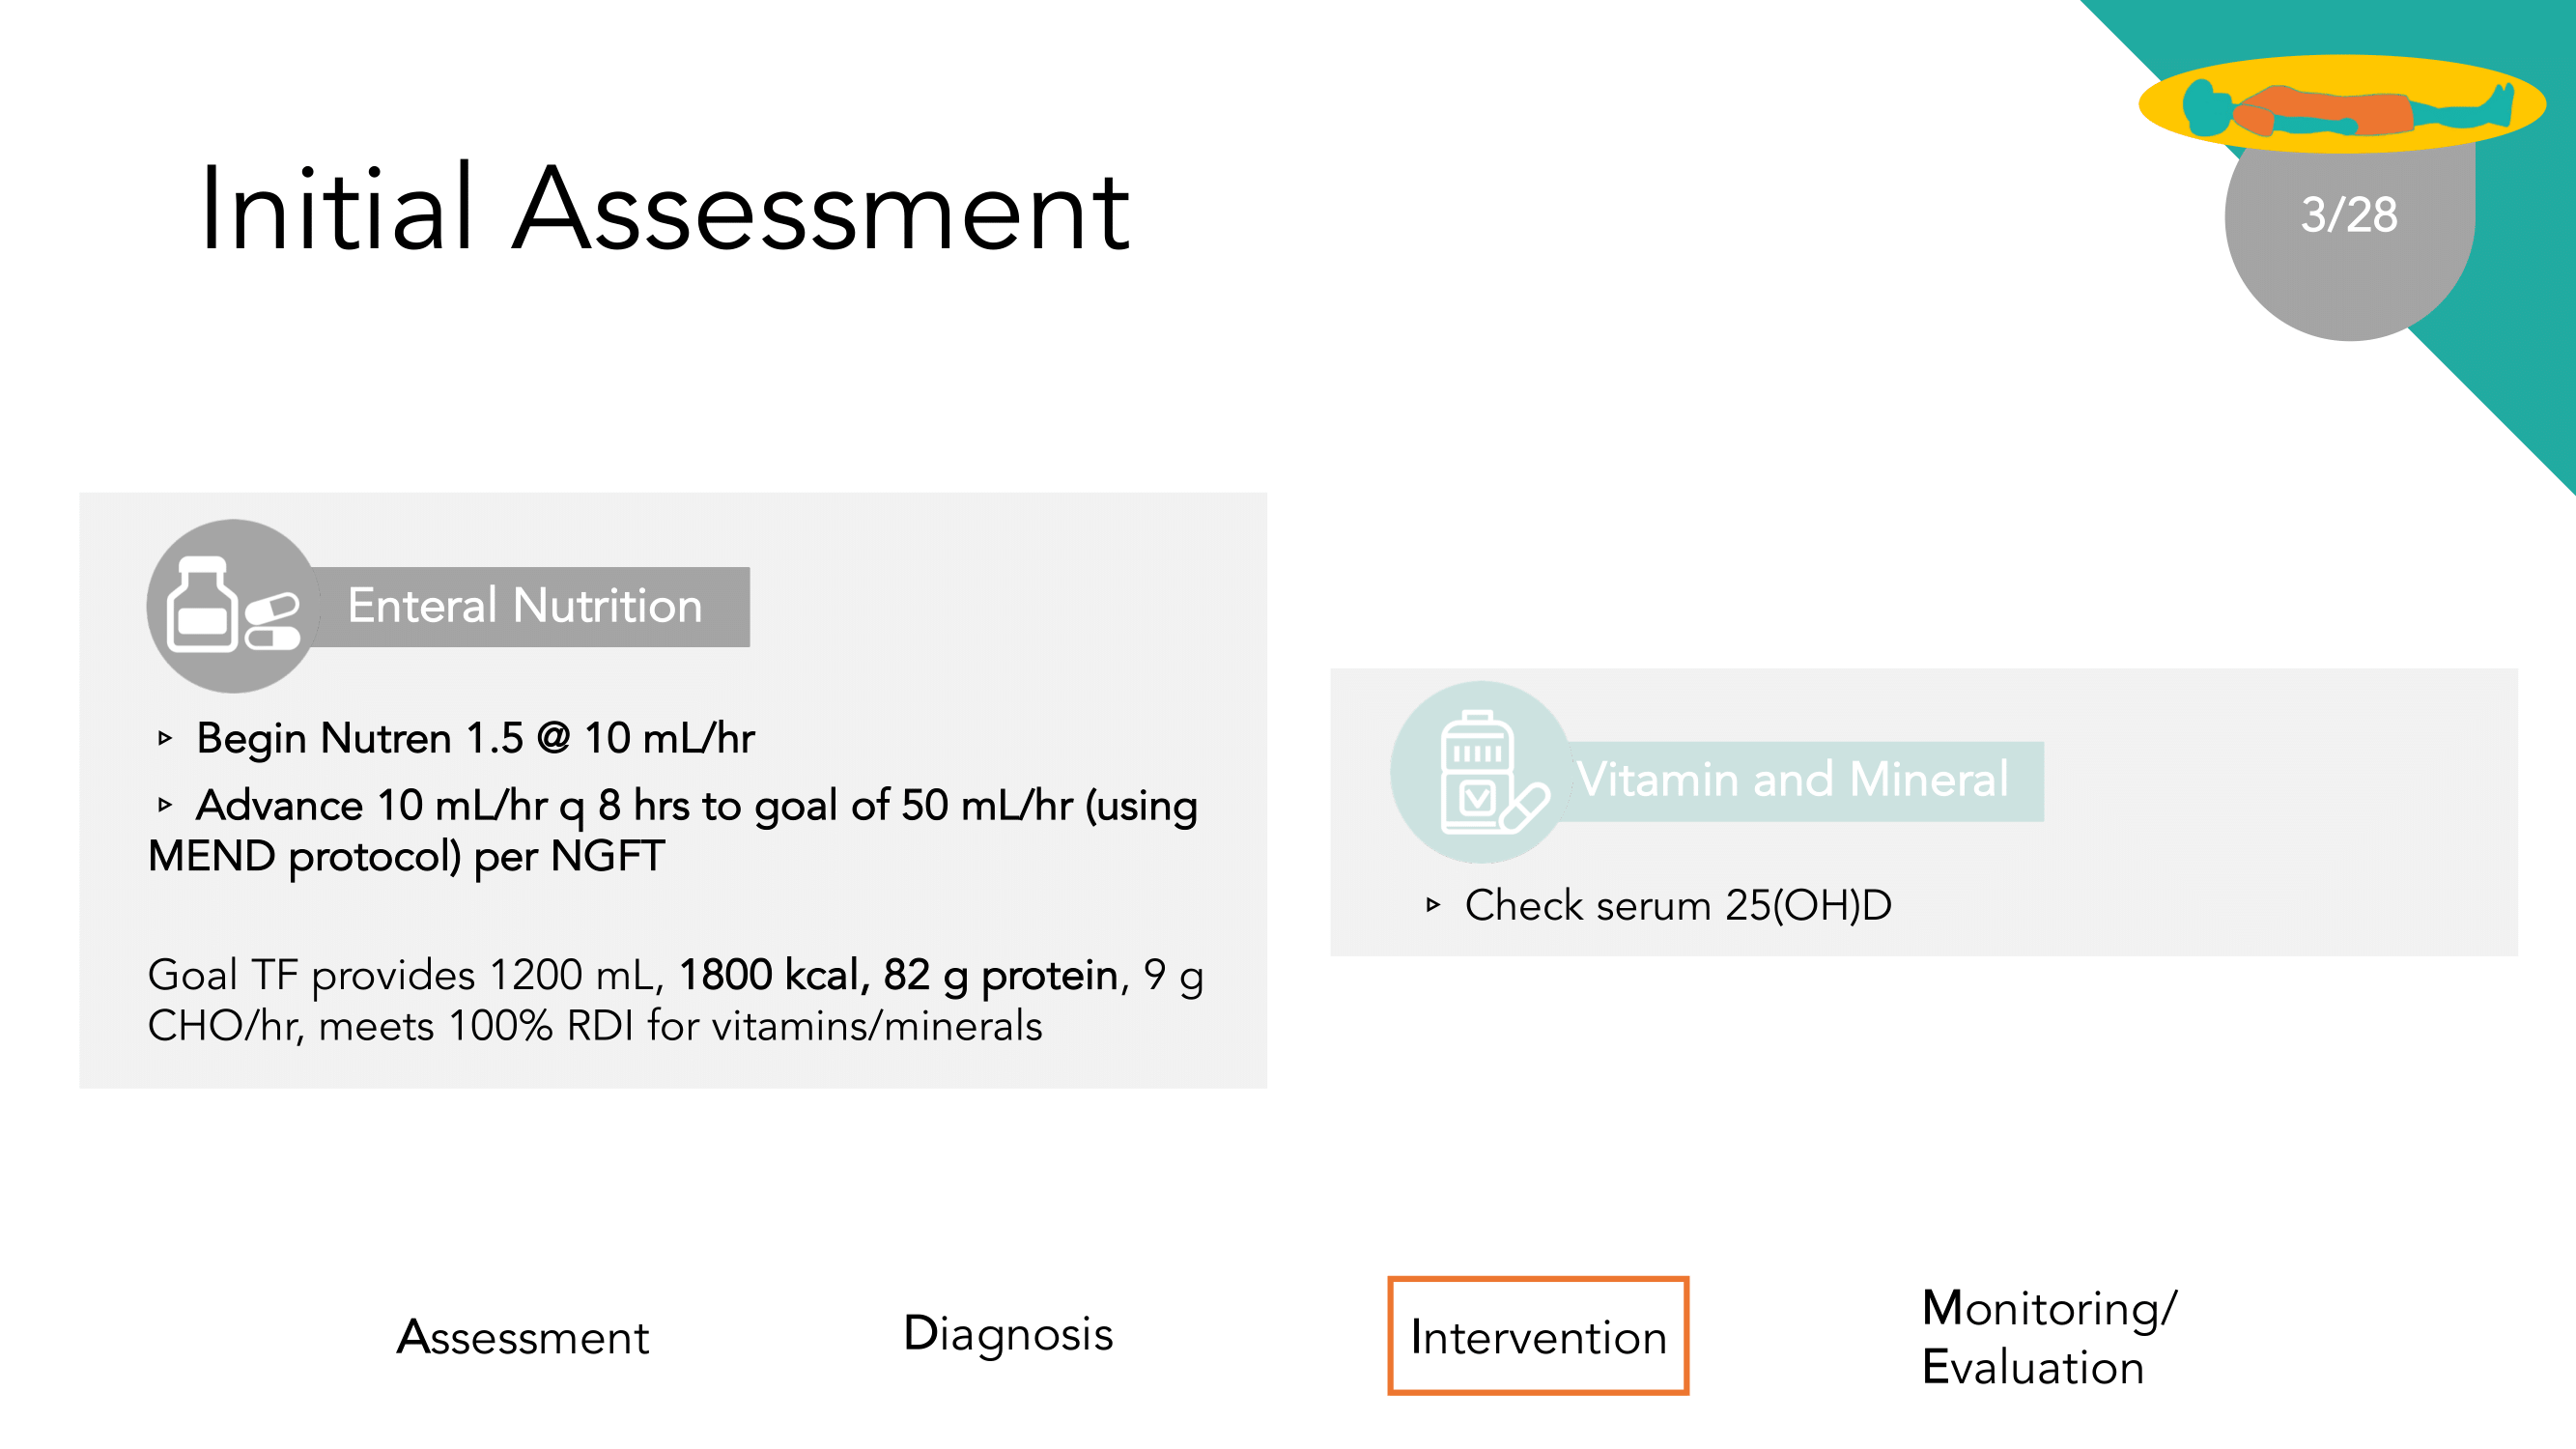 Initial Assessment
3/28
Enteral Nutrition
▹ Begin Nutren 1.5 @ 10 mL/hr
▹ Advance 10 mL/hr q 8 hrs to goal of 50 mL/hr (using
MEND protocol) per NGFT
Goal TF provides 1200 mL, 1800 kcal, 82 g protein, 9 g
CHO/hr, meets 100% RDI for vitamins/minerals
Vitamin and Mineral
▹ Check serum 25(OH)D
Assessment
Diagnosis
Intervention
Monitoring/
Evaluation